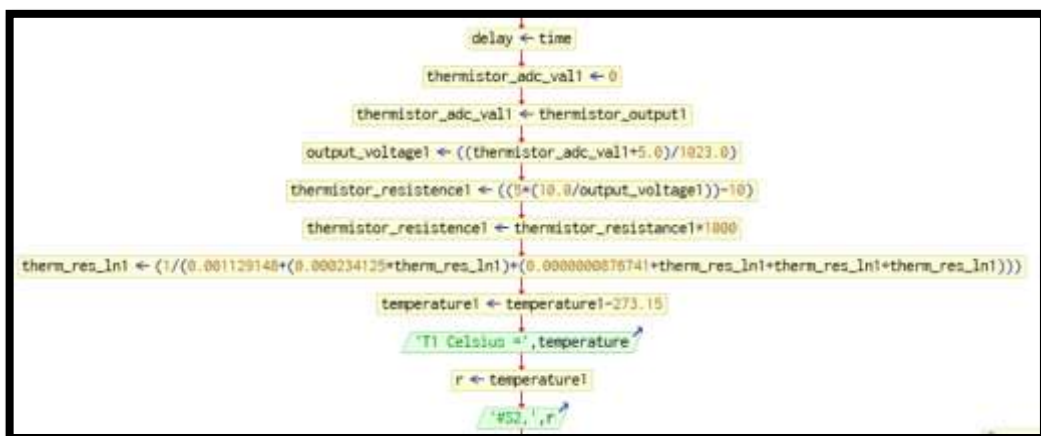 delay ← time
thermistor_adc_val1 ← 0
thermistor_adc_val1 ← thermistor_output1
output_voltage1 ← ((thermistor_adc_val1+5.0)/1023.0)
thermistor_resistence1 ← ((5*(10.0/output_voltage1))-10)
thermistor_resistence1 ← thermistor_resistance1*1000
therm_res_ln1 ← (1/(0.001129148+(0.000234125*therm_res_ln1)+(0.0000000876741*therm_res_ln1*therm_res_ln1*therm_res_ln1)))
temperature1 ← temperature1-273.15
'T1 Celsius =',temperature
r ← temperature1
'#S2,',r